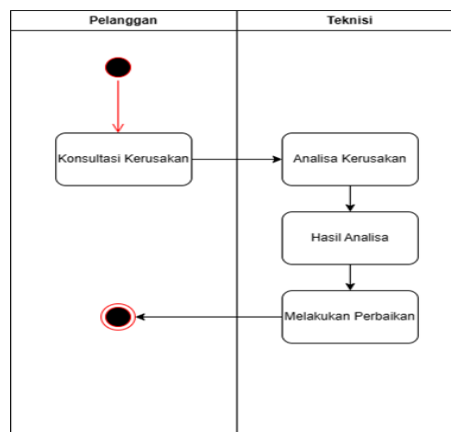 Pelanggan
Teknisi
Konsultasi Kerusakan
Analisa Kerusakan
Hasil Analisa
Melakukan Perbaikan